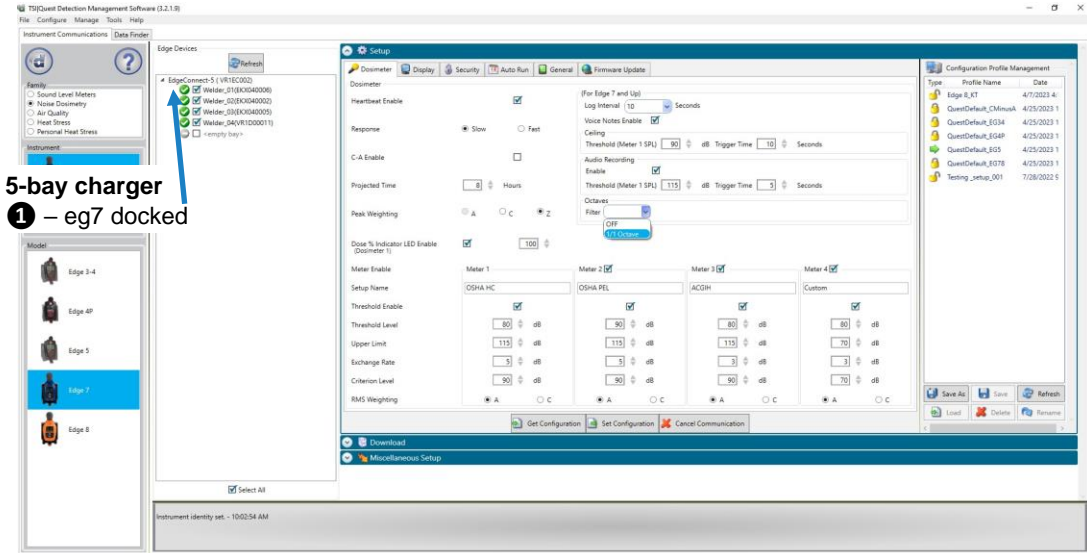 TSI|Quest Detection Management Software (3.2.1.9)
File Configure Manage Tools Help
Instrument Communications Data Finder
Family
Sound Level Meters
Noise Dosimetry
Air Quality
Heat Stress
Personal Heat Stress
Instrument
5-bay charger
1 – eg7 docked
Model
Edge 3-4
Edge 4P
Edge 5
Edge 7
Edge 8
Edge Devices
Refresh
EdgeConnect-5 ( VR1EC002)
Welder_01(EKX040006)
Welder_02(EKX040002)
Welder_03(EKX040005)
Welder_04(VR1D00011)
<empty bay>
Select All
Setup
Dosimeter Display Security Auto Run General Firmware Update
Dosimeter
Heartbeat Enable
Response Slow Fast
C-A Enable
Projected Time 8 Hours
Peak Weighting A C Z
Dose % Indicator LED Enable 100
(Dosimeter 1)
(For Edge 7 and Up)
Log Interval 10 Seconds
Voice Notes Enable
Ceiling
Threshold (Meter 1 SPL) 90 dB Trigger Time 10 Seconds
Audio Recording
Enable
Threshold (Meter 1 SPL) 115 dB Trigger Time 5 Seconds
Octaves
Filter
OFF
1/1 Octave
Meter Enable Meter 1 Meter 2 Meter 3 Meter 4
Setup Name OSHA HC OSHA PEL ACGIH Custom
Threshold Enable
Threshold Level 80 dB 90 dB 80 dB 80 dB
Upper Limit 115 dB 115 dB 115 dB 70 dB
Exchange Rate 5 dB 5 dB 3 dB 3 dB
Criterion Level 90 dB 90 dB 90 dB 70 dB
RMS Weighting A C A C A C A C
Get Configuration Set Configuration Cancel Communication
Download
Miscellaneous Setup
Configuration Profile Management
Type Profile Name Date
Edge 8_KT 4/7/2023 4:
QuestDefault_CMinusA 4/25/2023 1
QuestDefault_EG34 4/25/2023 1
QuestDefault_EG4P 4/25/2023 1
QuestDefault_EG5 4/25/2023 1
QuestDefault_EG78 4/25/2023 1
Testing _setup_001 7/28/2022 9
Save As Save Refresh
Load Delete Rename
Instrument identity set. - 10:02:54 AM